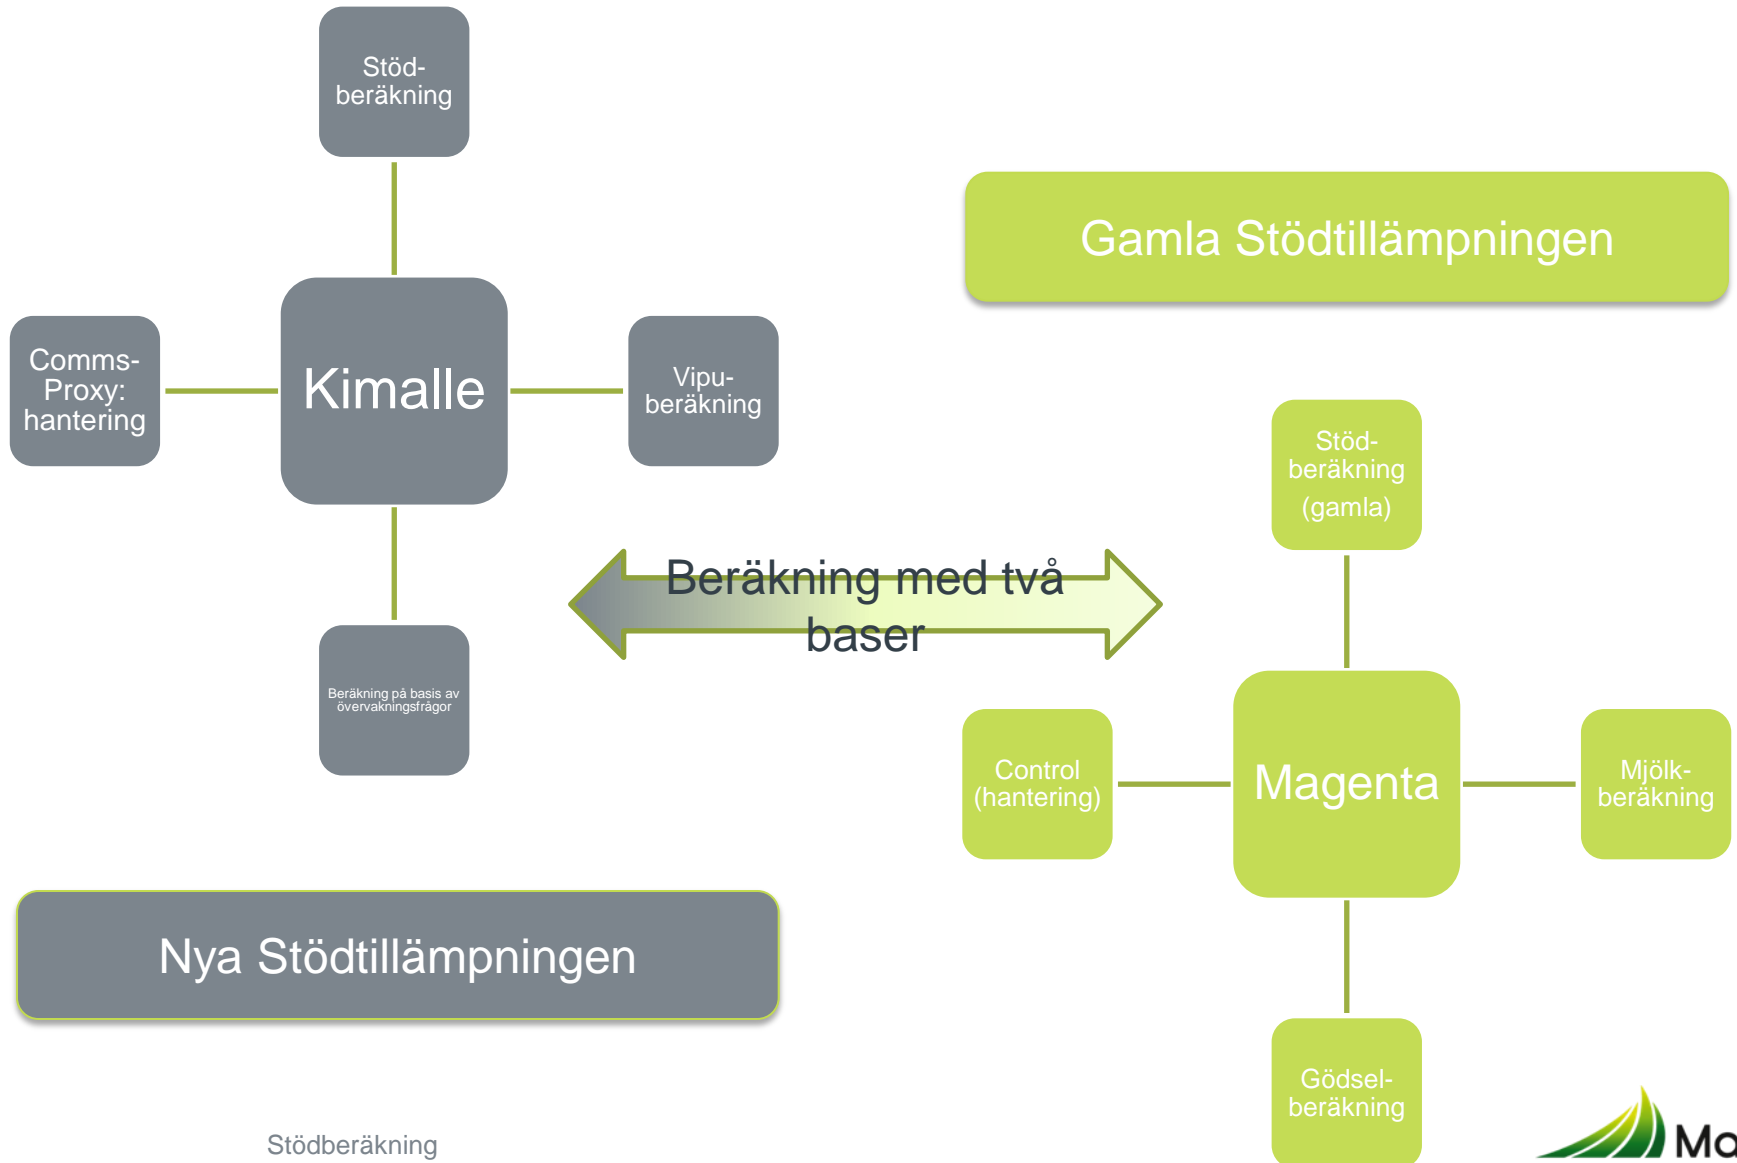 Stöd-
beräkning
Gamla Stödtillämpningen
Comms-
Proxy:
hantering
Kimalle
Vipu-
beräkning
Stöd-
beräkning
(gamla)
Beräkning med två
baser
Beräkning på basis av
övervakningsfrågor
Control
(hantering)
Magenta
Mjölk-
beräkning
Nya Stödtillämpningen
Gödsel-
beräkning
Stödberäkning